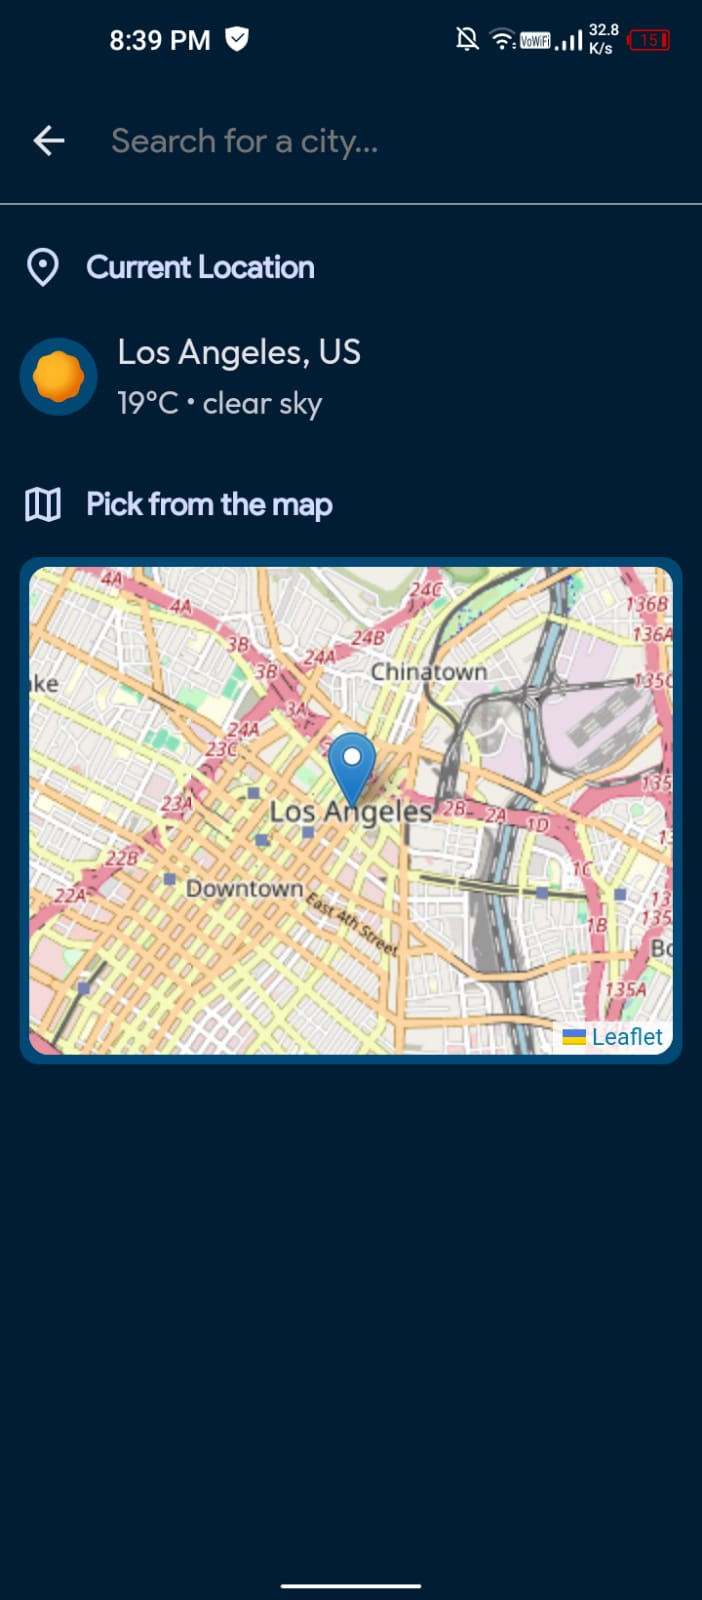 8:39 PM
VoWiFi
32.8
K/s
15
Search for a city...
Current Location
Los Angeles, US
19°C • clear sky
Pick from the map
4A
4A
24C
136B
136A
3B
24B
24A
3B
Chinatown
135C
ke
3A
24A
23C
135
23A
Los Angeles
2B
2A
1D
13
22B
1C
22A
Downtown
13
135
East 4th Street
1B
Bo
135A
Leaflet